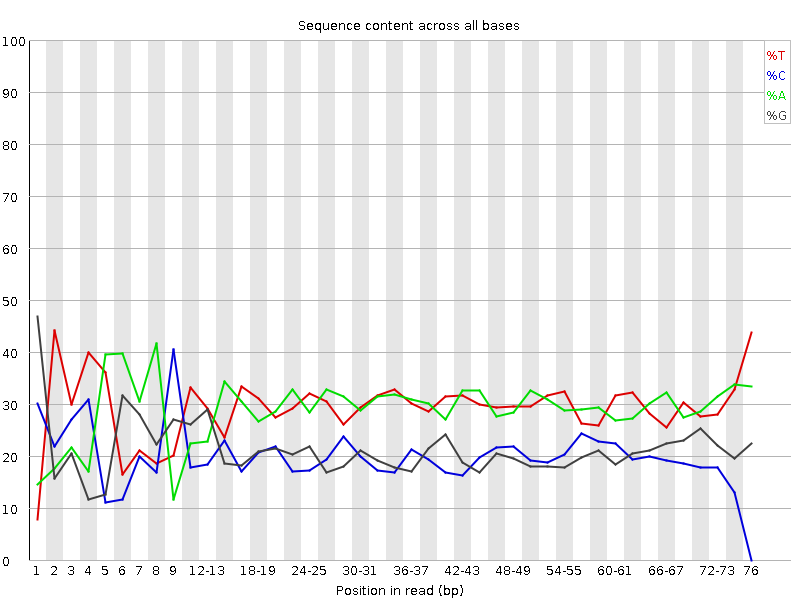 Sequence content across all bases
100
90
80
70
60
50
40
30
20
10
0
%T
%C
%A
%G
1 2 3 4 5 6 7 8 9 12-13 18-19 24-25 30-31 36-37 42-43 48-49 54-55 60-61 66-67 72-73 76
Position in read (bp)